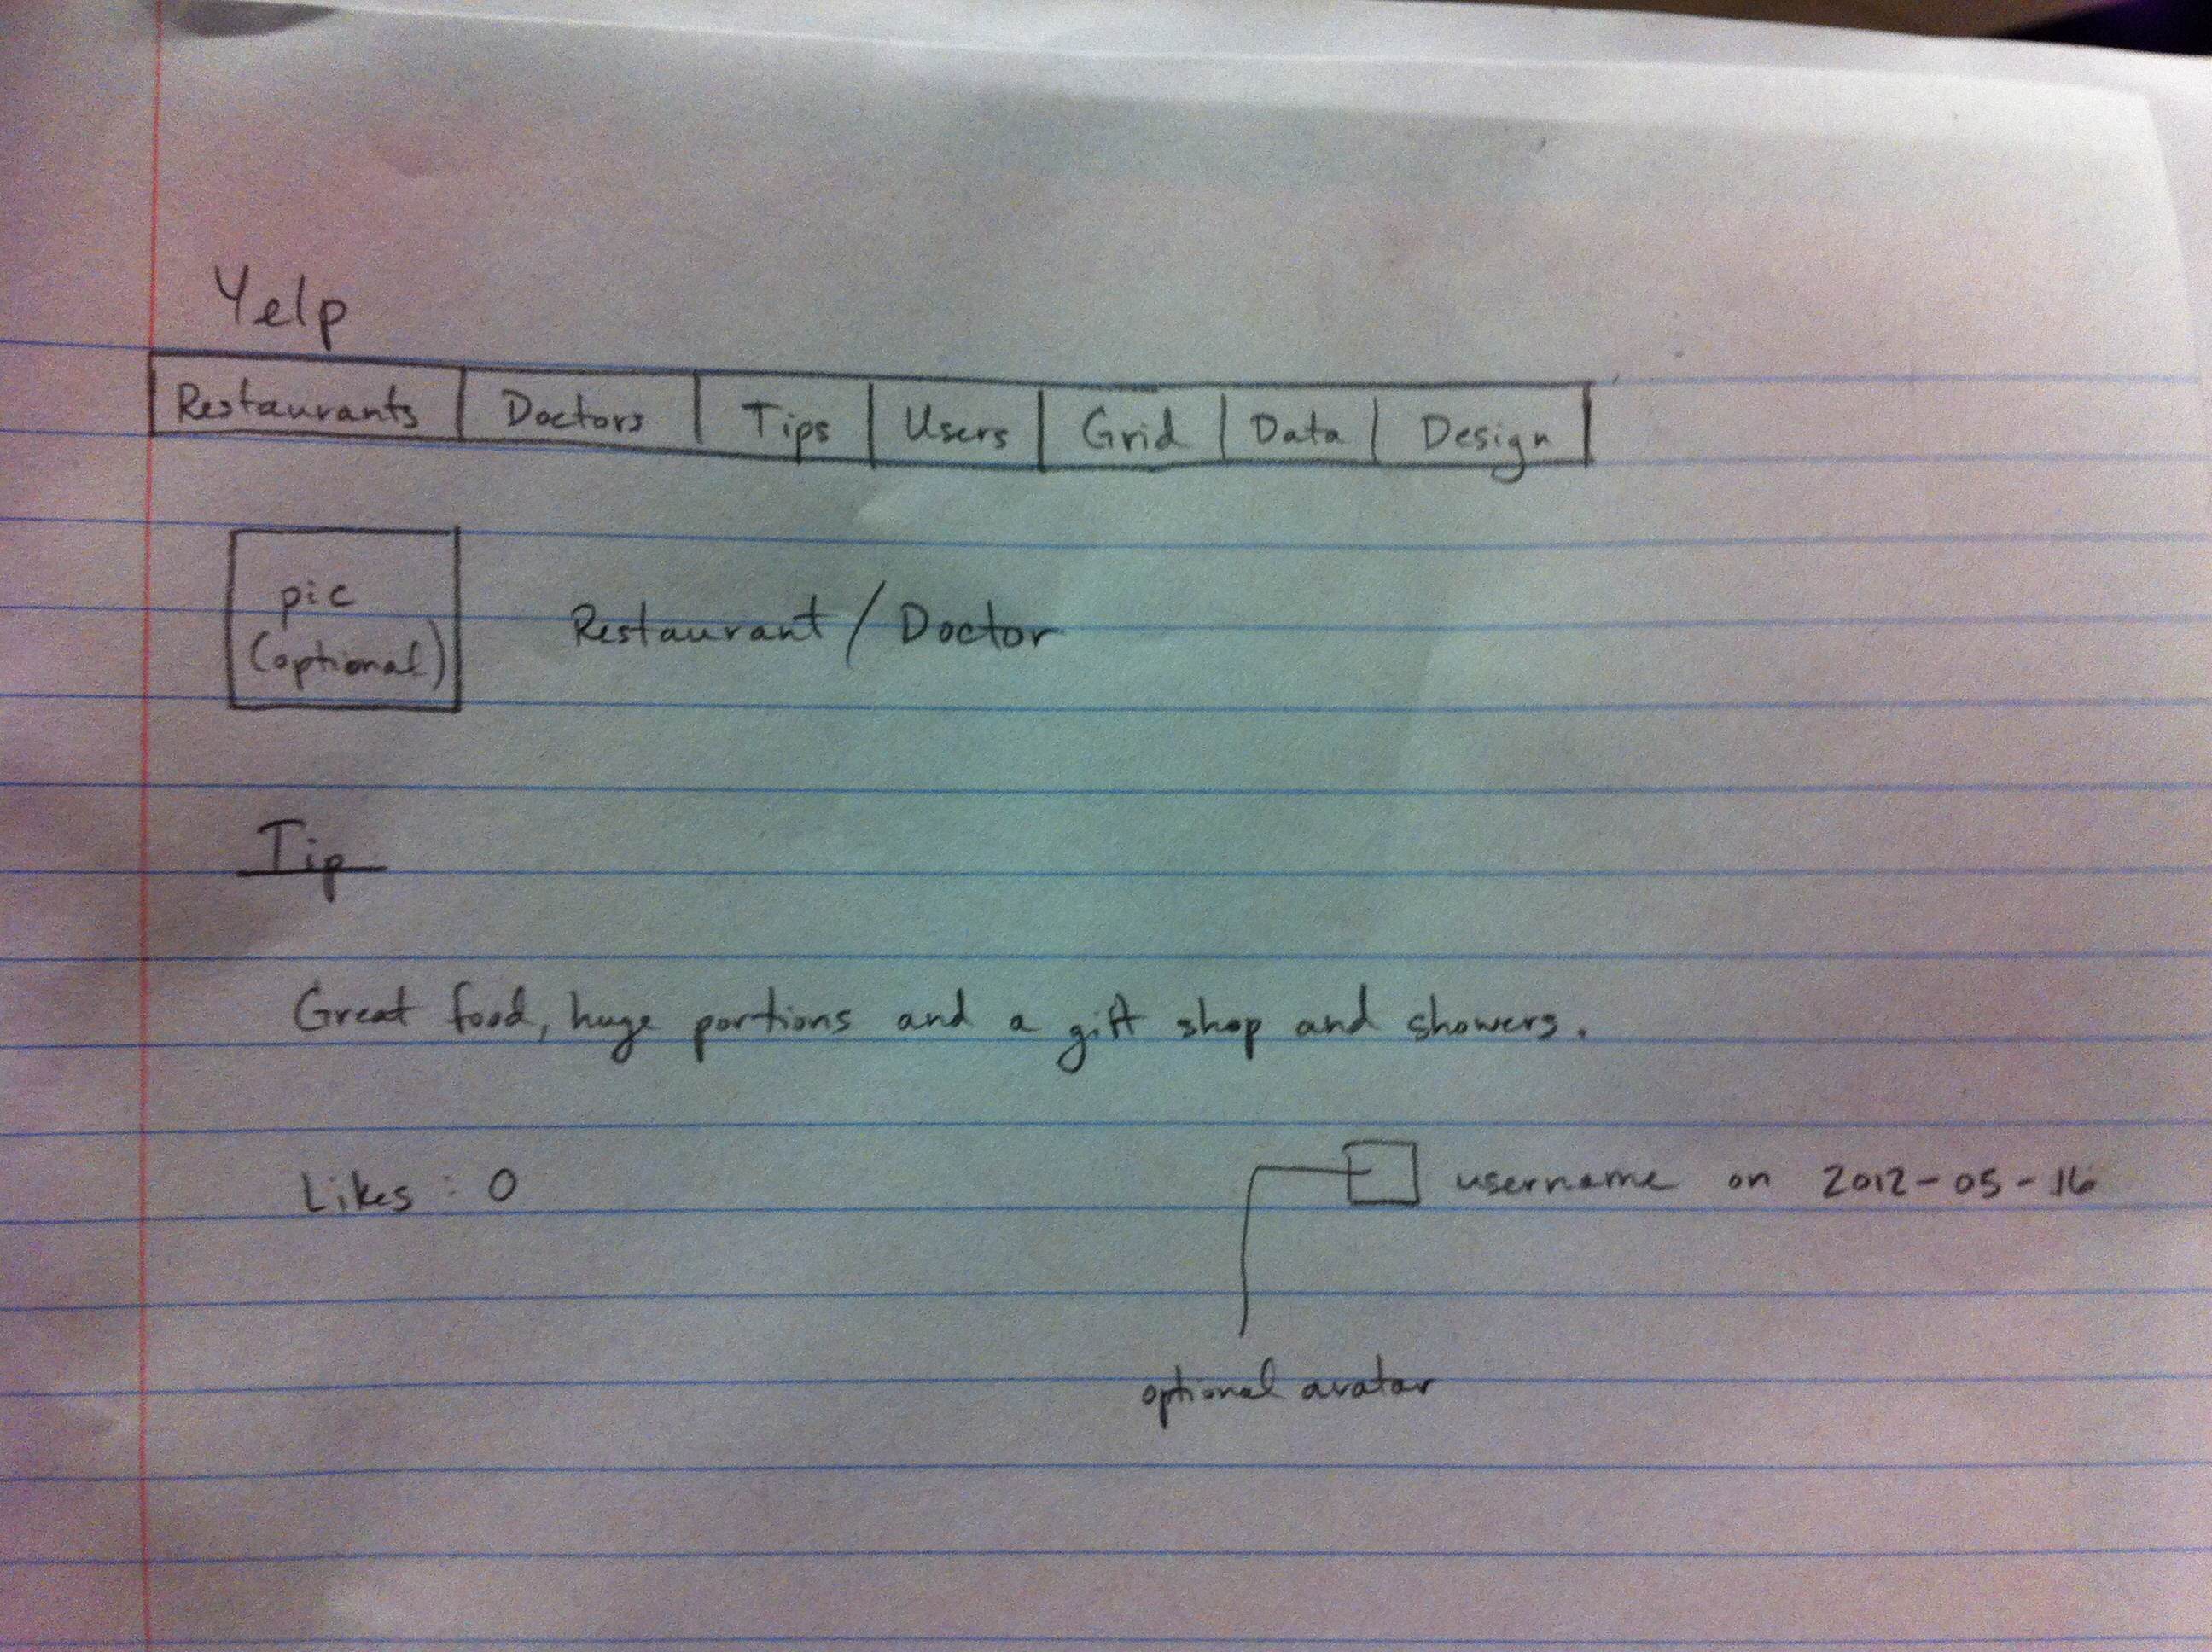 Yelp
Restaurants Doctors Tips Users Grid Data Design
pic
(optional)
Restaurant / Doctor
Tip
Great food, huge portions and a gift shop and showers.
Likes : 0
username on 2012-05-16
optional avatar